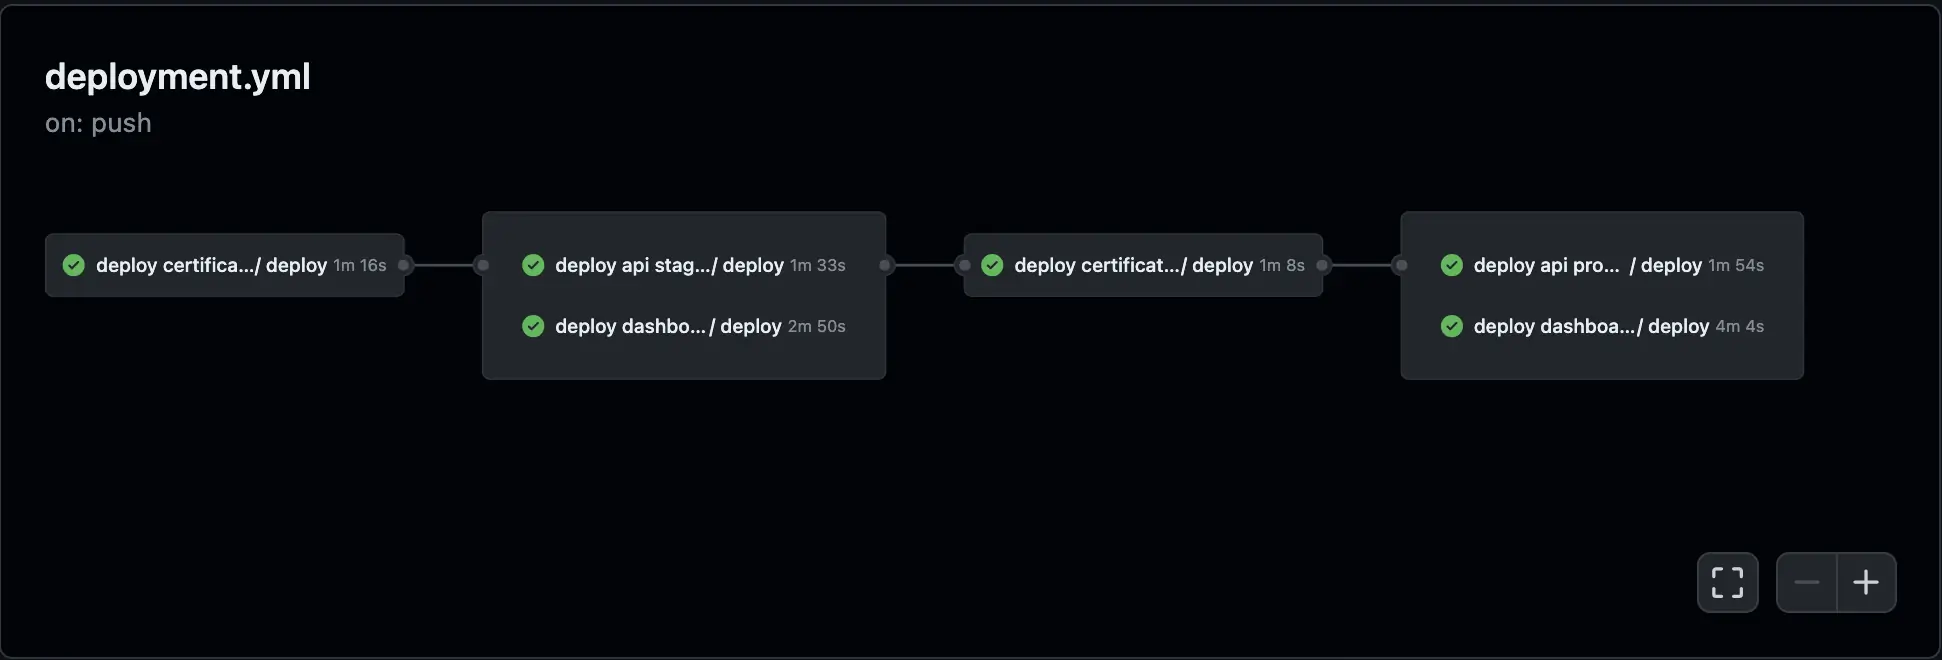 deployment.yml
on: push
deploy certifica.../ deploy 1m 16s
deploy api stag.../ deploy 1m 33s
deploy dashbo... / deploy 2m 50s
deploy certificat.../ deploy 1m 8s
deploy api pro... / deploy 1m 54s
deploy dashboa.../ deploy 4m 4s